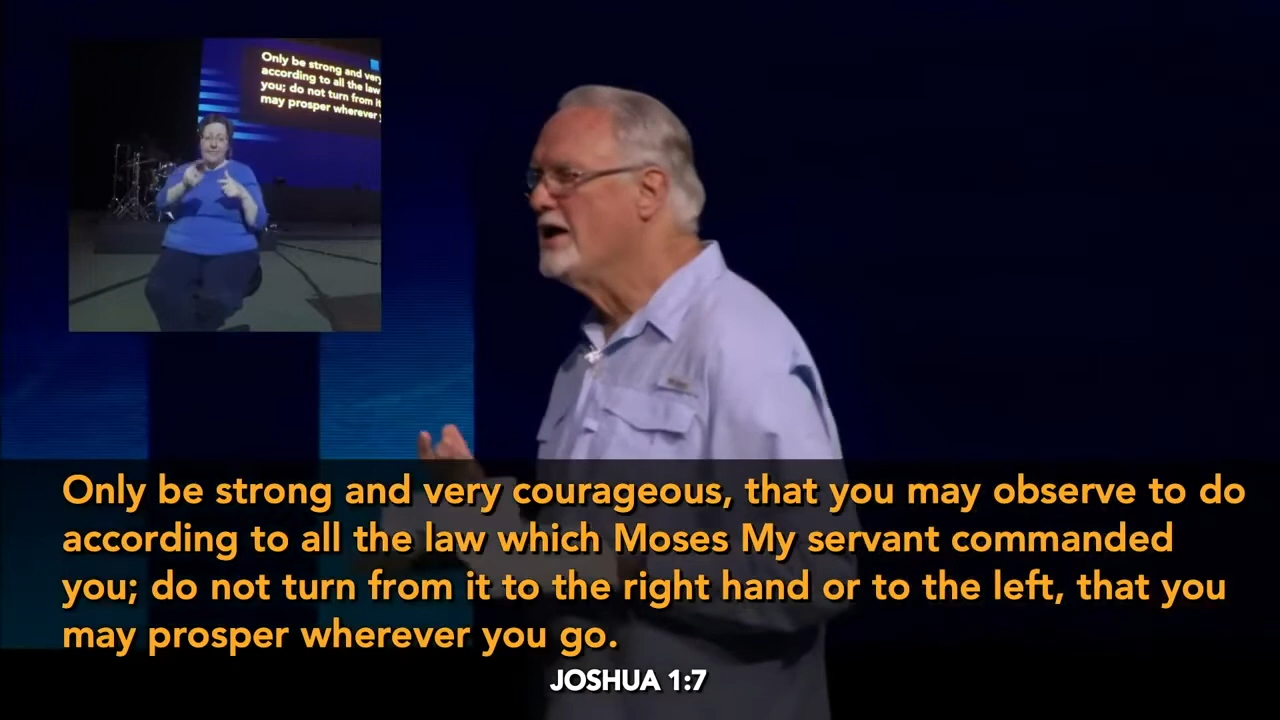 Only be strong and very
according to all the law
you; do not turn from it
may prosper wherever
Only be strong and very courageous, that you may observe to do
according to all the law which Moses My servant commanded
you; do not turn from it to the right hand or to the left, that you
may prosper wherever you go.
JOSHUA 1:7